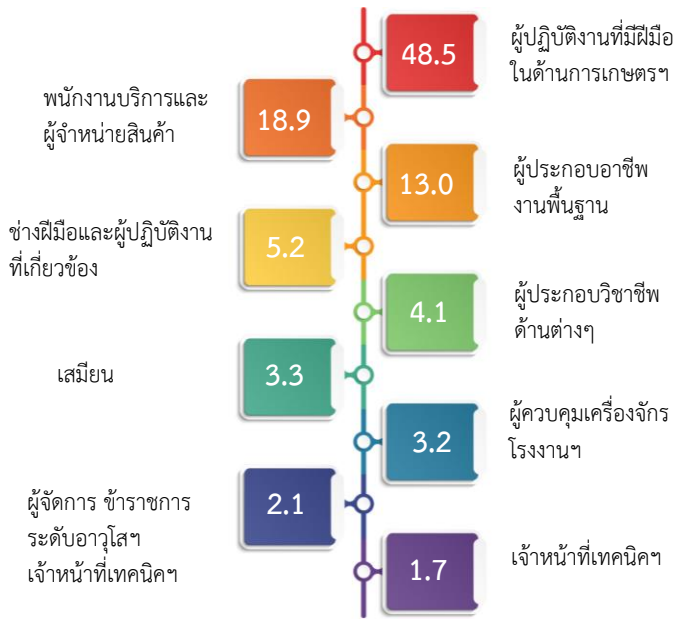 48.5
ผู้ปฏิบัติงานที่มีฝีมือ
ในด้านการเกษตรฯ
พนักงานบริการและ
ผู้จำหน่ายสินค้า
18.9
13.0
ผู้ประกอบอาชีพ
งานพื้นฐาน
ช่างฝีมือและผู้ปฏิบัติงาน
ที่เกี่ยวข้อง
5.2
4.1
ผู้ประกอบวิชาชีพ
ด้านต่างๆ
เสมียน
3.3
3.2
ผู้ควบคุมเครื่องจักร
โรงงานฯ
ผู้จัดการ ข้าราชการ
ระดับอาวุโสฯ
เจ้าหน้าที่เทคนิคฯ
2.1
1.7
เจ้าหน้าที่เทคนิคฯ